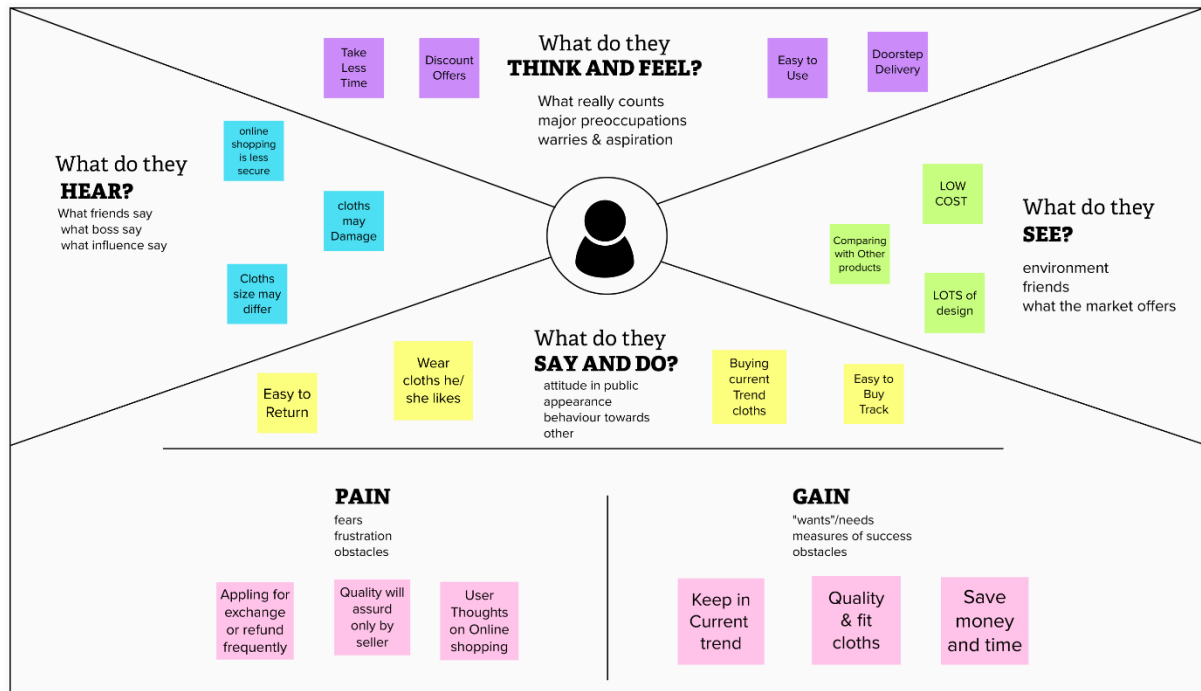 What do they
THINK AND FEEL?
What really counts
major preoccupations
warries & aspiration
Take
Less
Time
Discount
Offers
Easy to
Use
Doorstep
Delivery
What do they
HEAR?
What friends say
what boss say
what influence say
online
shopping
is less
secure
cloths
may
Damage
Cloths
size may
differ
What do they
SEE?
environment
friends
what the market offers
LOW
COST
Comparing
with Other
products
LOTS of
design
What do they
SAY AND DO?
attitude in public
appearance
behaviour towards
other
Easy to
Return
Wear
cloths he/
she likes
Buying
current
Trend
cloths
Easy to
Buy
Track
PAIN
fears
frustration
obstacles
Appling for
exchange
or refund
frequently
Quality will
assurd
only by
seller
User
Thoughts
on Online
shopping
GAIN
"wants"/needs
measures of success
obstacles
Keep in
Current
trend
Quality
& fit
cloths
Save
money
and time